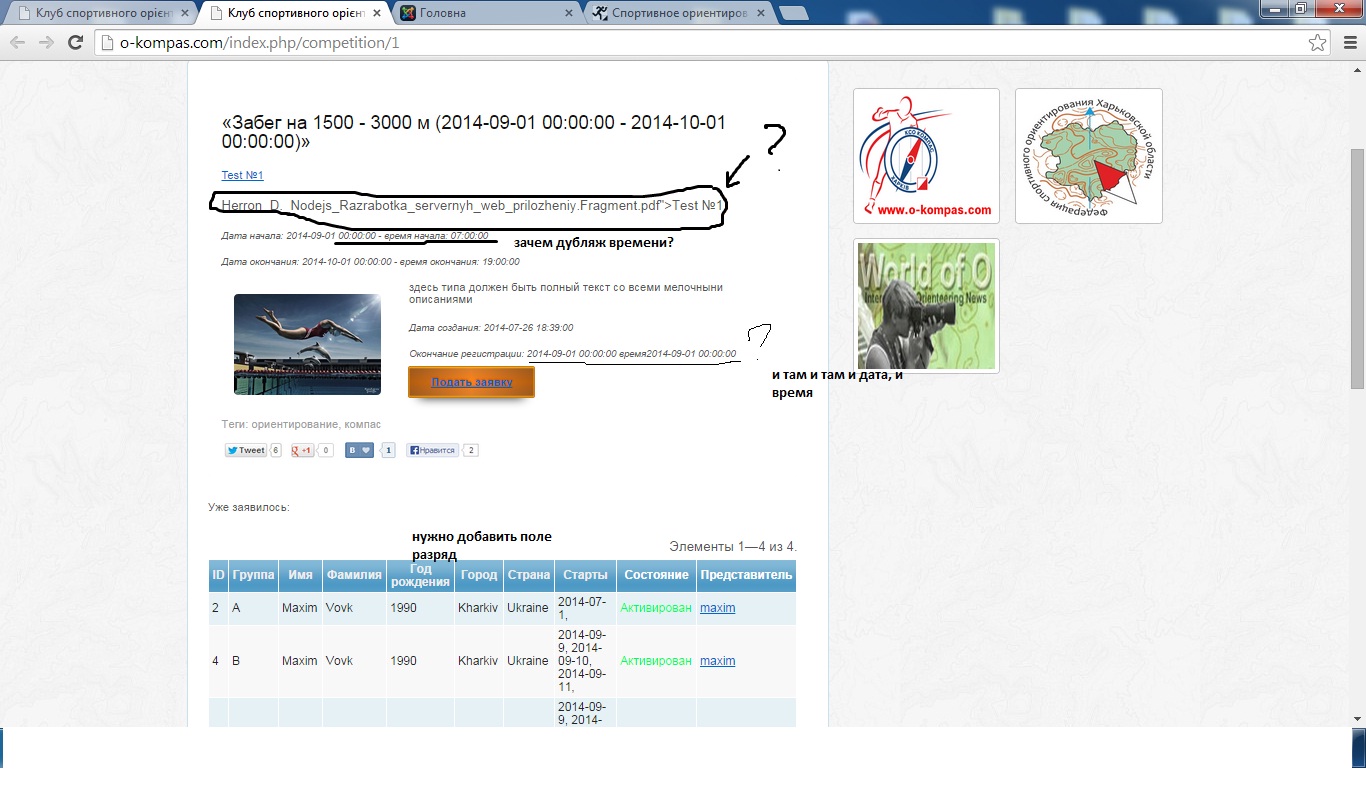 Клуб спортивного орієнт
Клуб спортивного орієнт
Головна
Спортивное ориентиров
o-kompas.com/index.php/competition/1
«Забег на 1500 - 3000 м (2014-09-01 00:00:00 - 2014-10-01
00:00:00)»
?
Test №1
Herron_D._Nodejs_Razrabotka_servernyh_web_prilozheniy.Fragment.pdf">Test №1
Дата начала: 2014-09-01 00:00:00 - время начала: 07:00:00
зачем дубляж времени?
Дата окончания: 2014-10-01 00:00:00 - время окончания: 19:00:00
здесь типа должен быть полный текст со всеми мелочными
описаниями
Дата создания: 2014-07-26 18:39:00
?
Окончание регистрации: 2014-09-01 00:00:00 время2014-09-01 00:00:00
и там и там и дата, и
время
Подать заявку
Теги: ориентирование, компас
Tweet 6 +1 0 B 1 Нравится 2
КСО КОМПАС
ХАРЬКІВ
www.o-kompas.com
Федерация спортивного ориентирования Харьковской области
World of O
Orienteering News
Уже заявилось:
нужно добавить поле
разряд
Элементы 1—4 из 4.
ID Группа Имя Фамилия Год рождения Город Страна Старты Состояние Представитель
2 A Maxim Vovk 1990 Kharkiv Ukraine 2014-07-
1, Активирован maxim
4 B Maxim Vovk 1990 Kharkiv Ukraine 2014-09-
9, 2014-
09-10,
2014-09-
11, Активирован maxim
2014-09-
9, 2014-